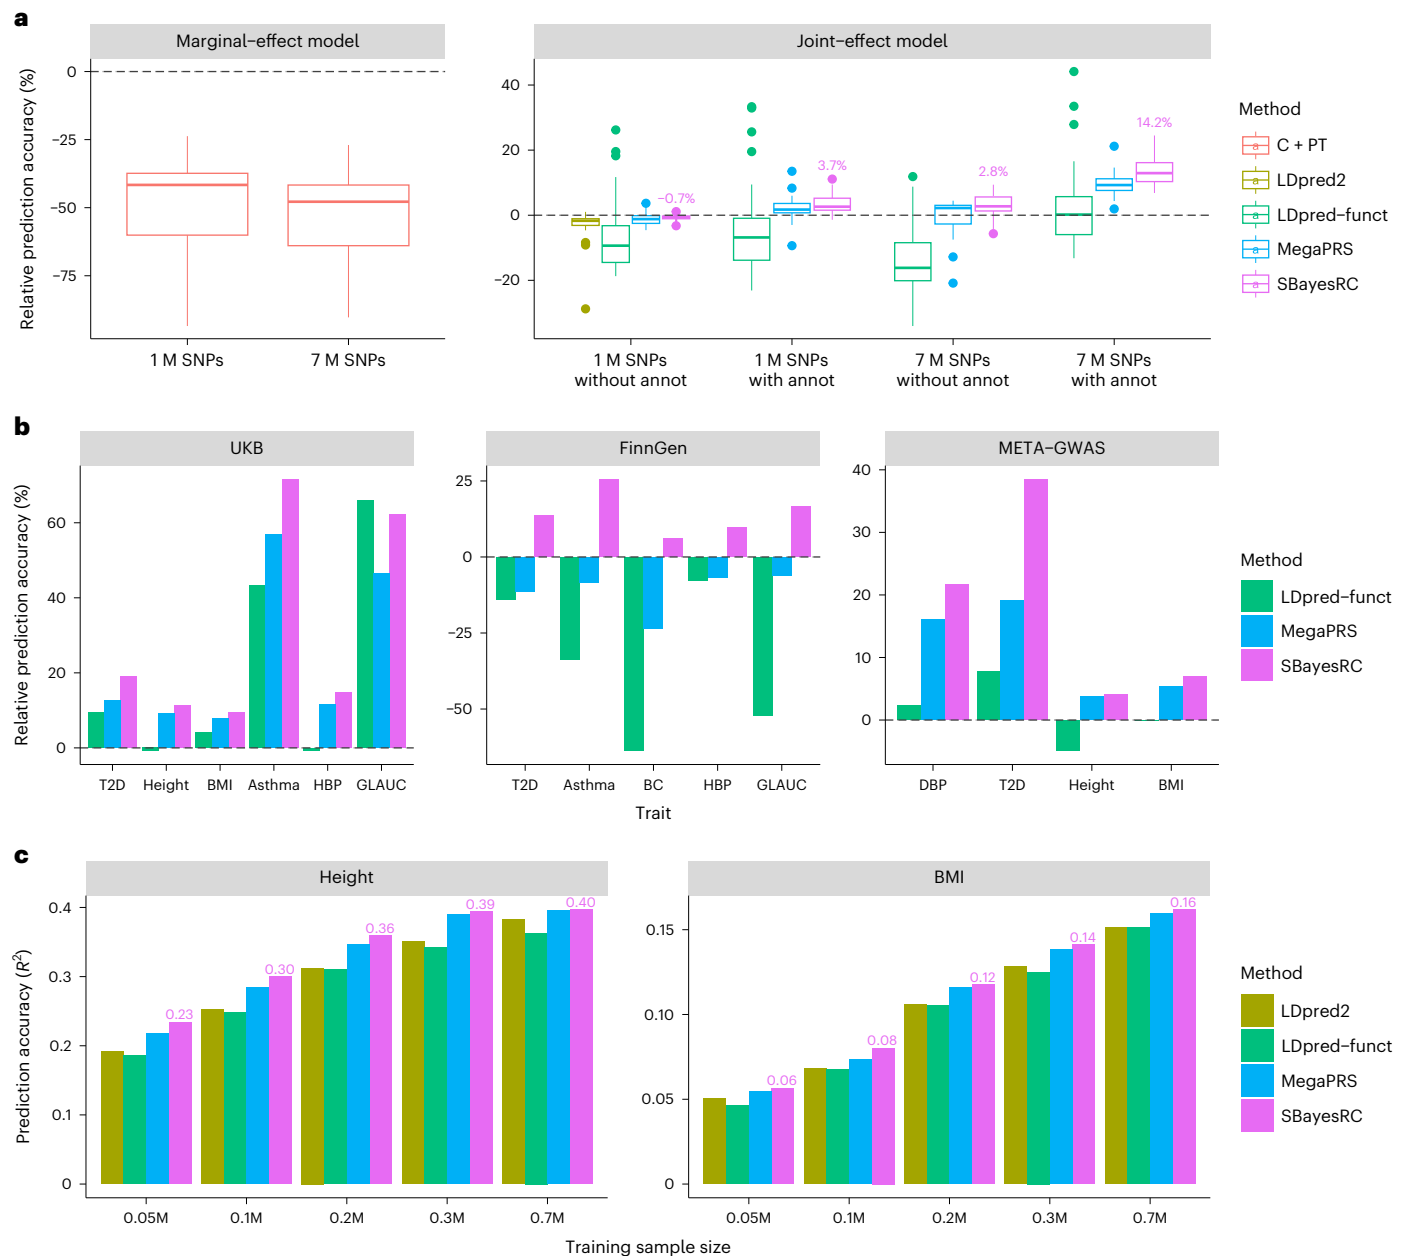 a
Marginal−effect model
Joint−effect model
Relative prediction accuracy (%)
0
−25
−50
−75
1 M SNPs
7 M SNPs
40
20
0
−20
−0.7%
3.7%
2.8%
14.2%
1 M SNPs
without annot
1 M SNPs
with annot
7 M SNPs
without annot
7 M SNPs
with annot
Method
C + PT
LDpred2
LDpred−funct
MegaPRS
SBayesRC
b
UKB
FinnGen
META−GWAS
Relative prediction accuracy (%)
60
40
20
0
T2D
Height
BMI
Asthma
HBP
GLAUC
25
0
−25
−50
T2D
Asthma
BC
HBP
GLAUC
40
30
20
10
0
DBP
T2D
Height
BMI
Trait
Method
LDpred−funct
MegaPRS
SBayesRC
c
Height
BMI
Prediction accuracy (R²)
0.4
0.3
0.2
0.1
0
0.23
0.30
0.36
0.39
0.40
0.05M
0.1M
0.2M
0.3M
0.7M
0.15
0.10
0.05
0
0.06
0.08
0.12
0.14
0.16
0.05M
0.1M
0.2M
0.3M
0.7M
Training sample size
Method
LDpred2
LDpred−funct
MegaPRS
SBayesRC